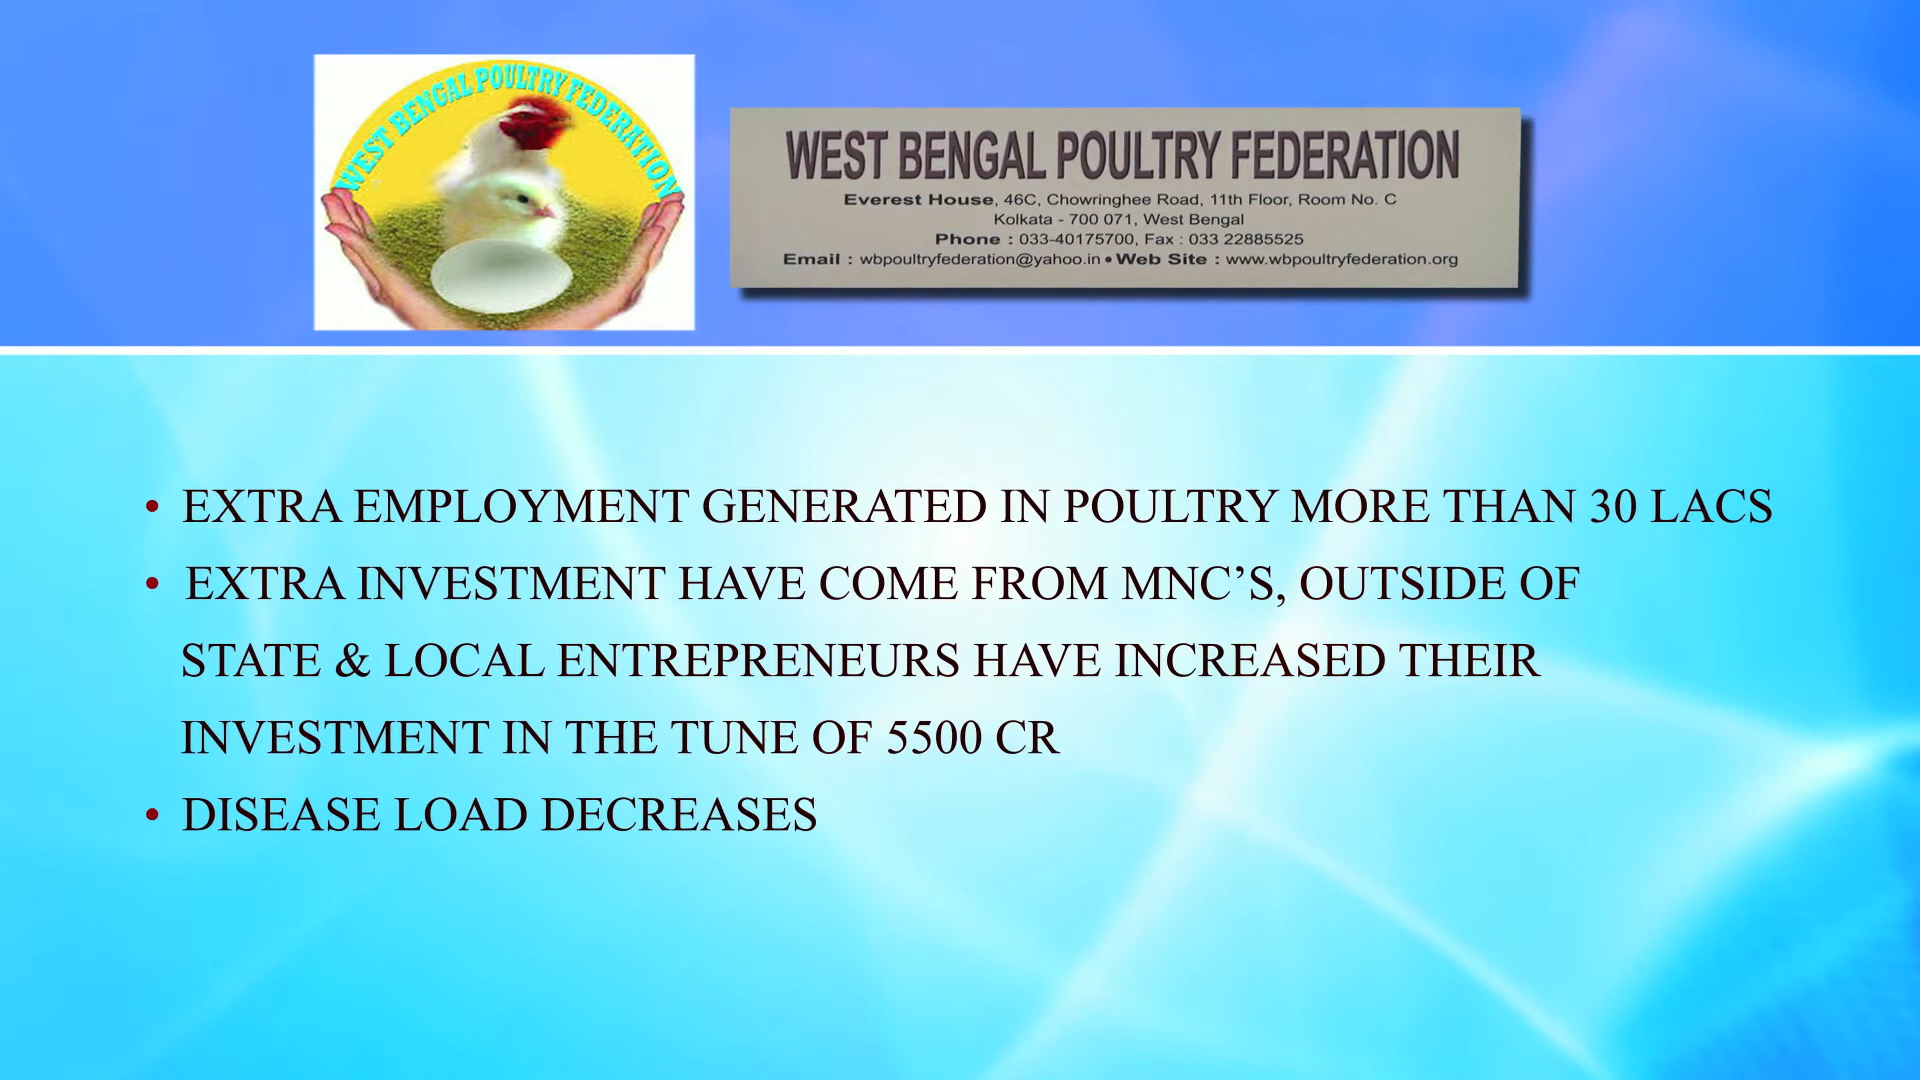 WEST BENGAL POULTRY FEDERATION
WEST BENGAL POULTRY FEDERATION
Everest House, 46C, Chowringhee Road, 11th Floor, Room No. C
Kolkata - 700 071, West Bengal
Phone : 033-40175700, Fax : 033 22885525
Email : wbpoultryfederation@yahoo.in • Web Site : www.wbpoultryfederation.org
• EXTRA EMPLOYMENT GENERATED IN POULTRY MORE THAN 30 LACS
• EXTRA INVESTMENT HAVE COME FROM MNC’S, OUTSIDE OF
STATE & LOCAL ENTREPRENEURS HAVE INCREASED THEIR
INVESTMENT IN THE TUNE OF 5500 CR
• DISEASE LOAD DECREASES